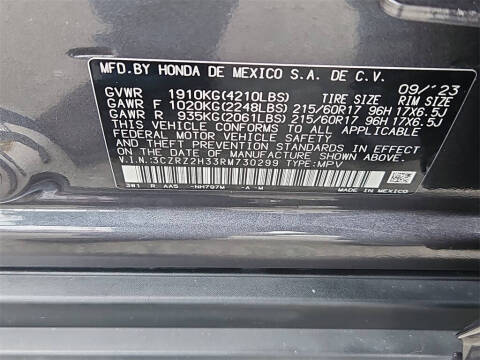 MFD.BY HONDA DE MEXICO S.A. DE C.V.
09/'23
GVWR 1910KG(4210LBS) TIRE SIZE RIM SIZE
GAWR F 1020KG(2248LBS) 215/60R17 96H 17X6.5J
GAWR R 935KG(2061LBS) 215/60R17 96H 17X6.5J
THIS VEHICLE CONFORMS TO ALL APPLICABLE
FEDERAL MOTOR VEHICLE SAFETY AND
THEFT PREVENTION STANDARDS IN EFFECT
ON THE DATE OF MANUFACTURE SHOWN ABOVE.
V.I.N:3CZRZ2H33RM730299 TYPE:MPV
3W1 R AAS -NH797M -A-M
MADE IN MEXICO